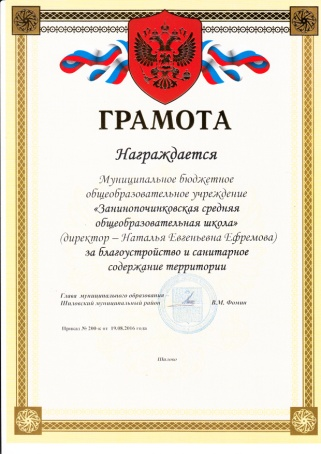 ГРАМОТА
Награждается
Муниципальное бюджетное
общеобразовательное учреждение
«Занинопочинковская средняя
общеобразовательная школа»
(директор – Наталья Евгеньевна Ефремова)
за благоустройство и санитарное
содержание территории
Глава муниципального образования –
Шиловский муниципальный район В.М. Фомин
Приказ № 200-к от 19.08.2016 года
Шилово